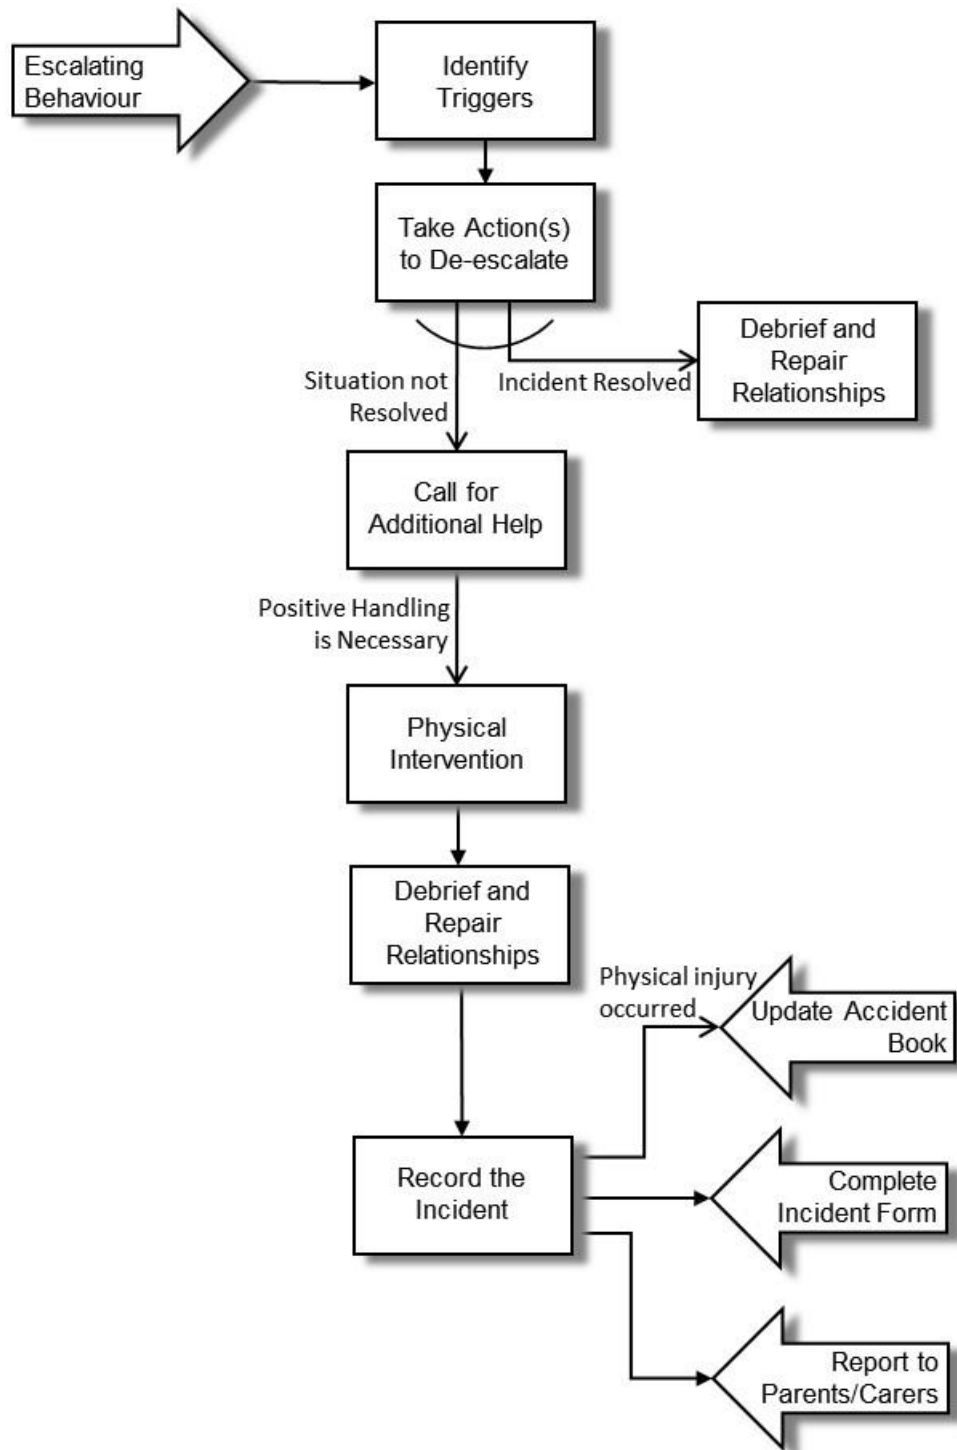 Escalating
Behaviour
Identify
Triggers
Take Action(s)
to De-escalate
Situation not
Resolved
Incident Resolved
Debrief and
Repair
Relationships
Call for
Additional Help
Positive Handling
is Necessary
Physical
Intervention
Debrief and
Repair
Relationships
Physical injury
occurred
Update Accident
Book
Record the
Incident
Complete
Incident Form
Report to
Parents/Carers